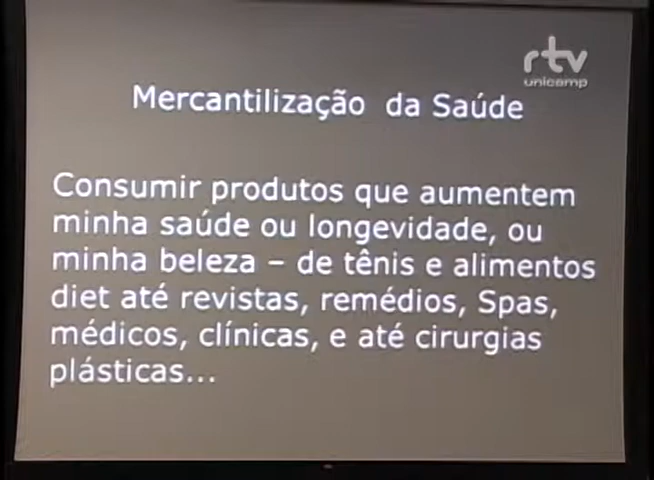 rtv
unicamp
Mercantilização da Saúde
Consumir produtos que aumentem
minha saúde ou longevidade, ou
minha beleza – de tênis e alimentos
diet até revistas, remédios, Spas,
médicos, clínicas, e até cirurgias
plásticas...